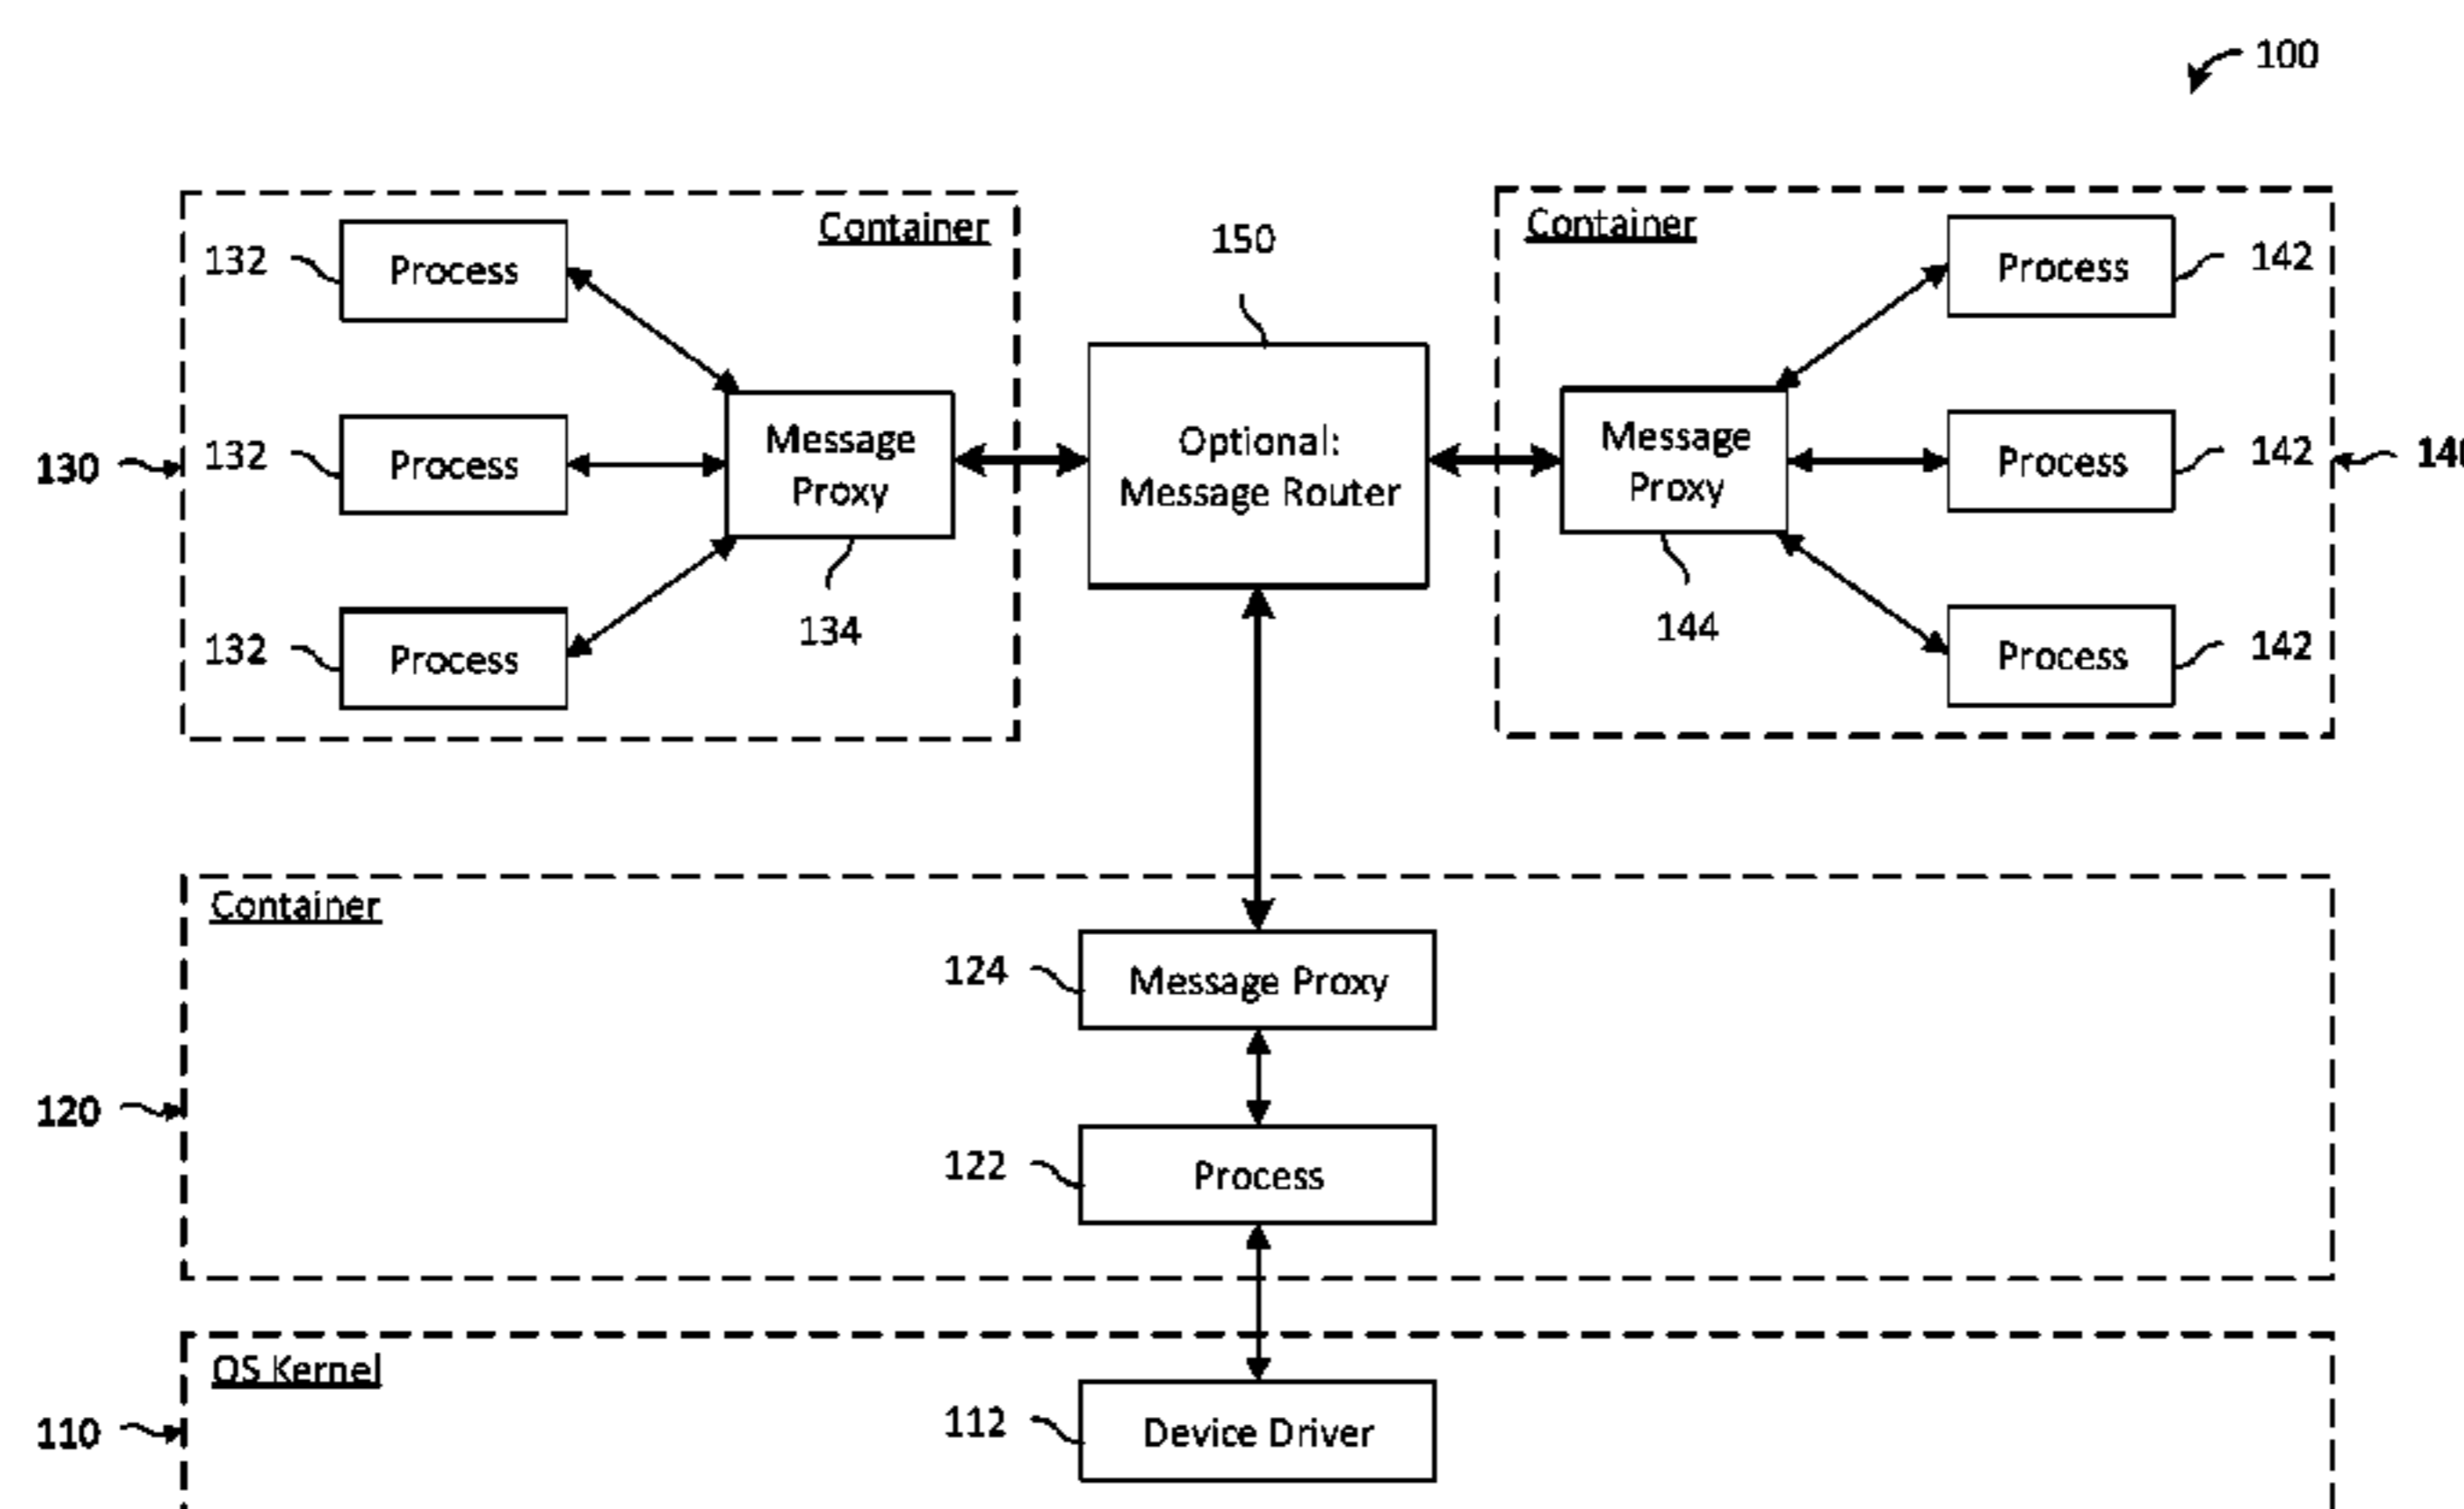 100
Container
132
Process
132
Process
132
Process
130
Message
Proxy
134
150
Optional:
Message Router
Container
Message
Proxy
144
Process
142
Process
142
Process
142
Container
124
Message Proxy
122
Process
120
OS Kernel
110
112
Device Driver